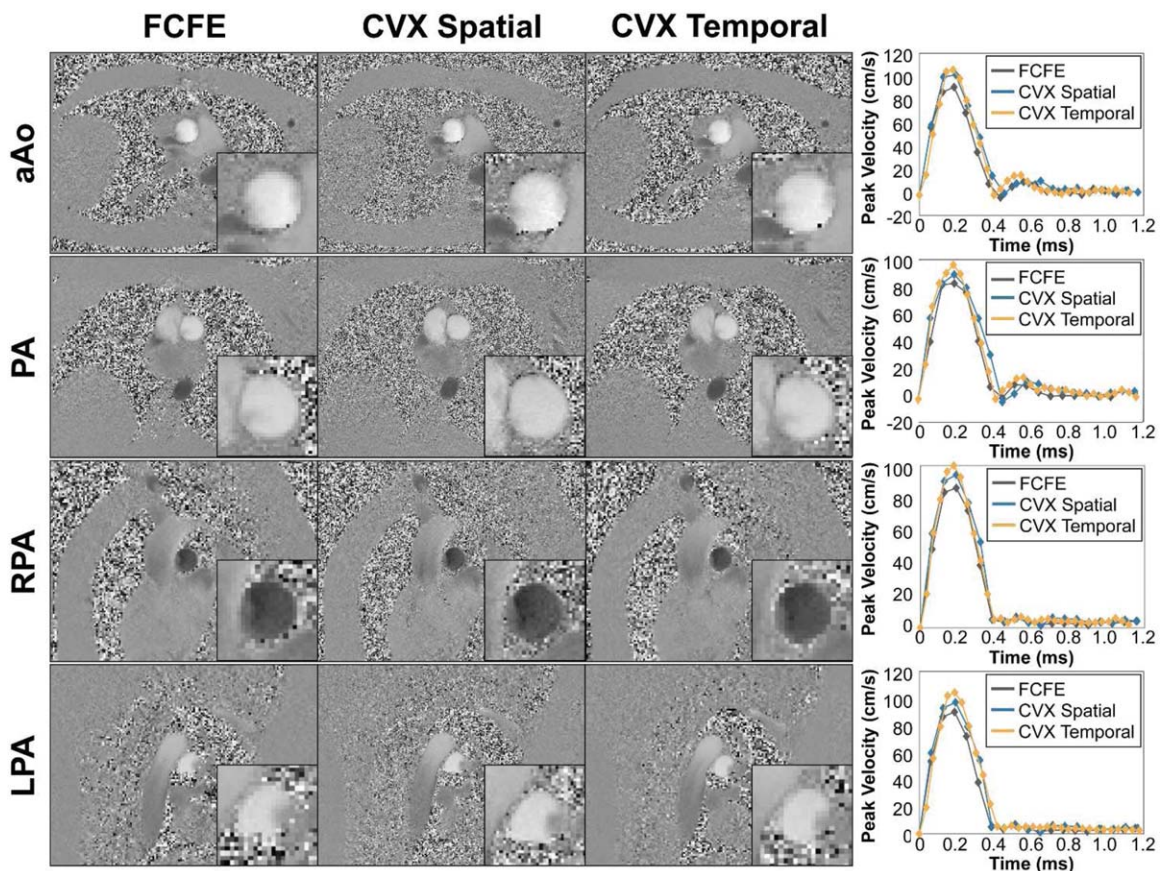 FCFE CVX Spatial CVX Temporal
aAo
Peak Velocity (cm/s)
120
100
80
60
40
20
0
-20
FCFE
CVX Spatial
CVX Temporal
0 0.2 0.4 0.6 0.8 1.0 1.2
Time (ms)
PA
Peak Velocity (cm/s)
100
80
60
40
20
0
-20
FCFE
CVX Spatial
CVX Temporal
0 0.2 0.4 0.6 0.8 1.0 1.2
Time (ms)
RPA
Peak Velocity (cm/s)
100
80
60
40
20
0
FCFE
CVX Spatial
CVX Temporal
0 0.2 0.4 0.6 0.8 1.0 1.2
Time (ms)
LPA
Peak Velocity (cm/s)
120
100
80
60
40
20
0
FCFE
CVX Spatial
CVX Temporal
0 0.2 0.4 0.6 0.8 1.0 1.2
Time (ms)